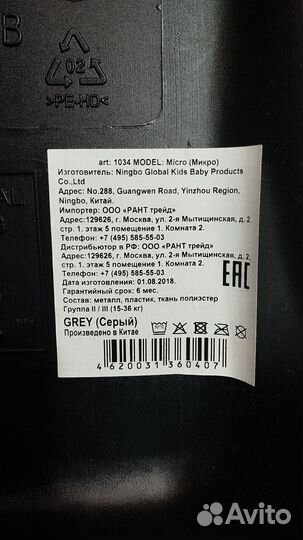 B
02
>PE-HD<
art: 1034 MODEL: Micro (Микро)
Изготовитель: Ningbo Global Kids Baby Products
Co.,Ltd
Адрес: No.288, Guangwen Road, Yinzhou Region,
Ningbo, Китай.
Импортер: ООО «РАНТ трейд»
Адрес:129626, г. Москва, ул. 2-я Мытищинская, д. 2,
стр. 1. этаж 5 помещение 1. Комната 2.
Телефон: +7 (495) 585-55-03
Дистрибьютор в РФ: ООО «РАНТ трейд»
Адрес:129626, г. Москва, ул. 2-я Мытищинская, д. 2,
стр. 1, этаж 5 помещение 1. Комната 2.
Телефон: +7 (495) 585-55-03
Дата изготовления: 01.08.2018.
Гарантийный срок: 6 мес.
Состав: металл, пластик, ткань полиэстер
Группа II / III (15-36 кг)
GREY (Серый)
Произведено в Китае
EAC
4620031360407
Avito